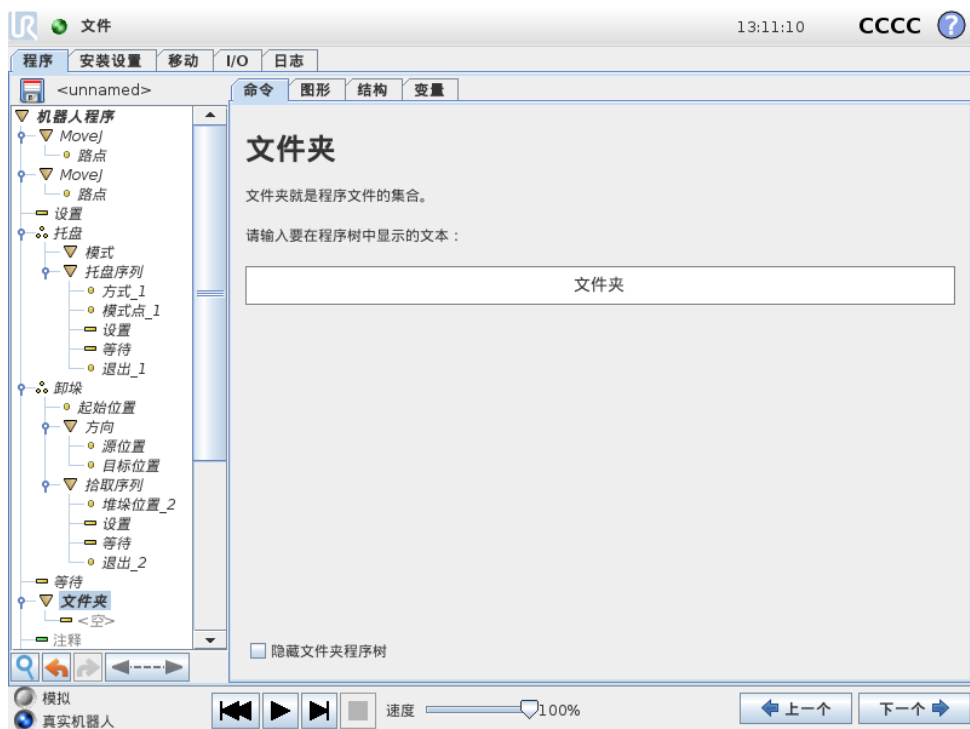 UR 文件 13:11:10 CCCC ?
程序 安装设置 移动 I/O 日志
<unnamed>
命令 图形 结构 变量
机器人程序
MoveJ
路点
MoveJ
路点
设置
托盘
模式
托盘序列
方式_1
模式点_1
设置
等待
退出_1
卸垛
起始位置
方向
源位置
目标位置
拾取序列
堆垛位置_2
设置
等待
退出_2
等待
文件夹
<空>
注释
文件夹
文件夹就是程序文件的集合。
请输入要在程序树中显示的文本：
文件夹
隐藏文件夹程序树
模拟
真实机器人
速度 100%
上一个 下一个